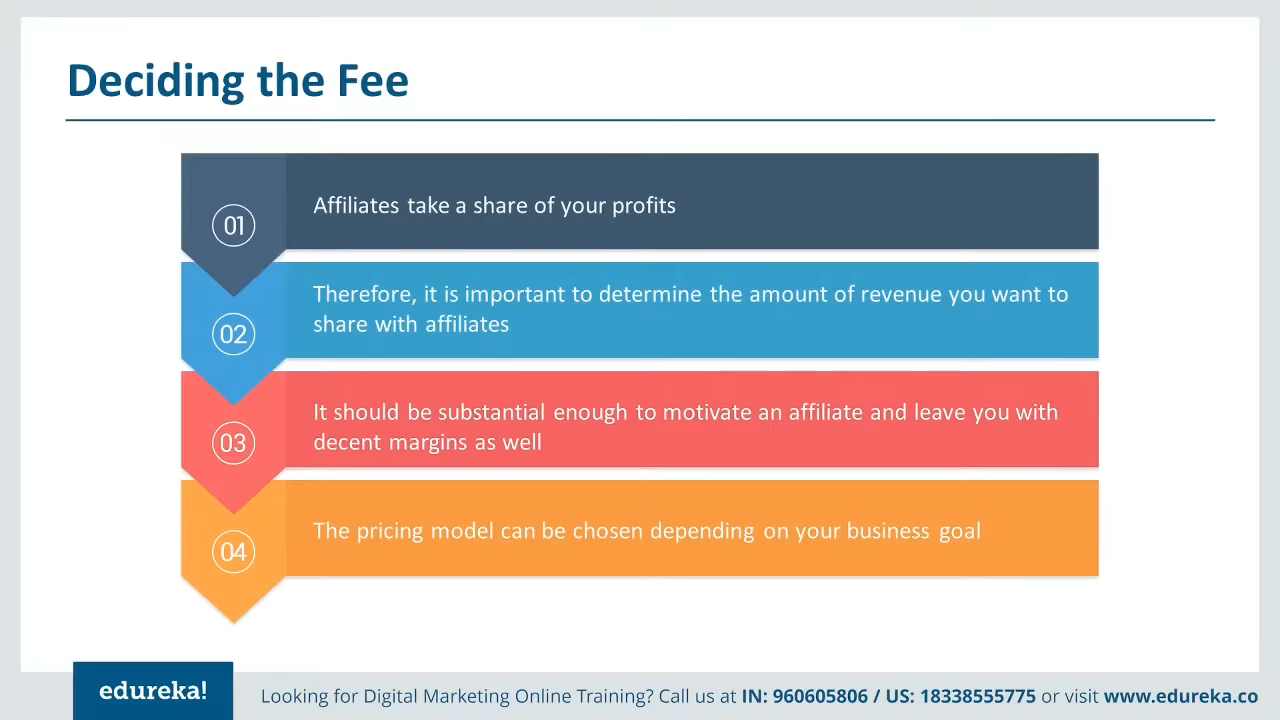 Deciding the Fee
01
Affiliates take a share of your profits
02
Therefore, it is important to determine the amount of revenue you want to
share with affiliates
03
It should be substantial enough to motivate an affiliate and leave you with
decent margins as well
04
The pricing model can be chosen depending on your business goal
edureka!
Looking for Digital Marketing Online Training? Call us at IN: 960605806 / US: 18338555775 or visit www.edureka.co